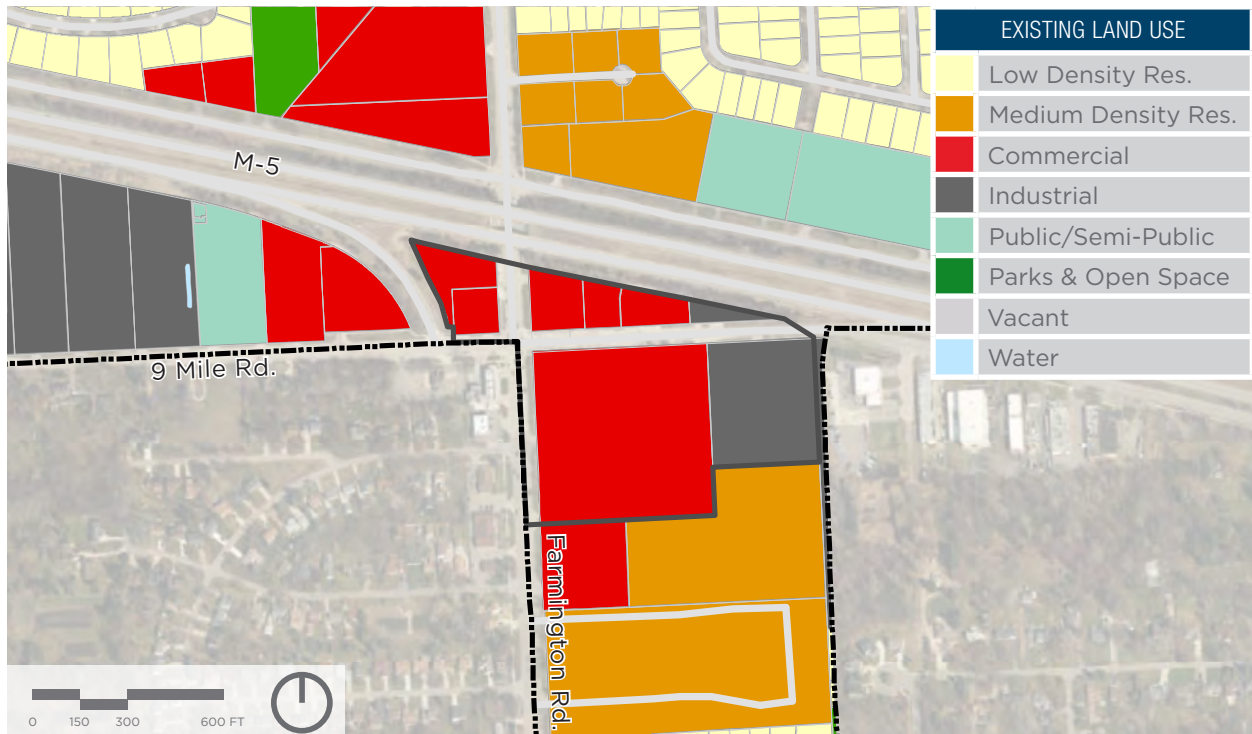 EXISTING LAND USE
Low Density Res.
Medium Density Res.
Commercial
Industrial
Public/Semi-Public
Parks & Open Space
Vacant
Water
M-5
9 Mile Rd.
Farmington Rd.
0 150 300 600 FT